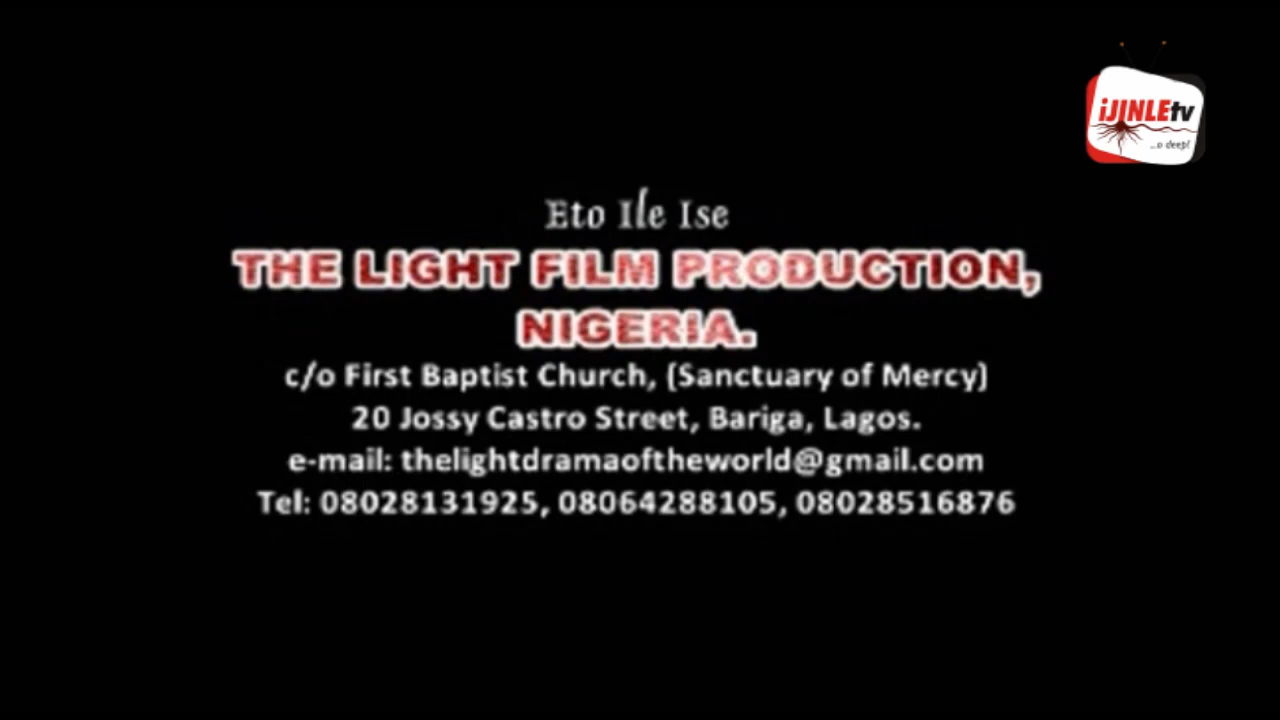 iJINLEtv
...o deep!
Eto Ile Ise
THE LIGHT FILM PRODUCTION,
NIGERIA.
c/o First Baptist Church, (Sanctuary of Mercy)
20 Jossy Castro Street, Bariga, Lagos.
e-mail: thelightdramaoftheworld@gmail.com
Tel: 08028131925, 08064288105, 08028516876